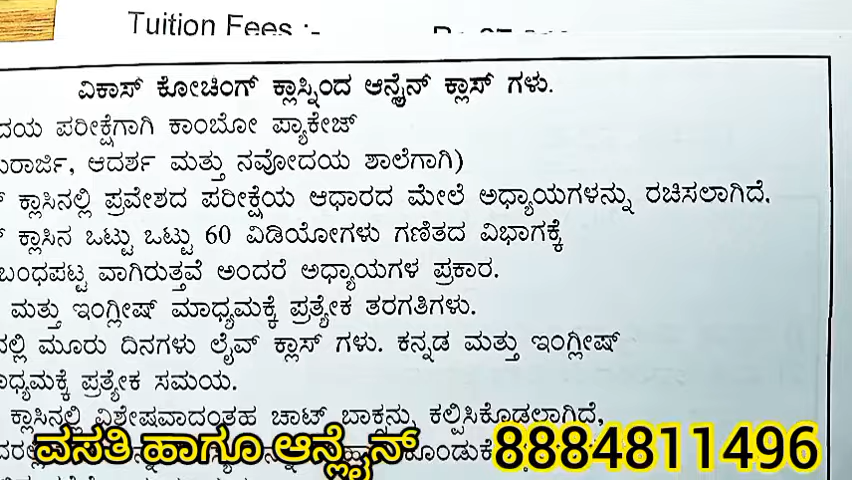 Tuition Fees :-
ವಿಕಾಸ್ ಕೋಚಿಂಗ್ ಕ್ಲಾಸ್ನಿಂದ ಆನ್ಲೈನ್ ಕ್ಲಾಸ್ ಗಳು.
ದಯ ಪರೀಕ್ಷೆಗಾಗಿ ಕಾಂಬೋ ಪ್ಯಾಕೇಜ್
ುರಾರ್ಜಿ, ಆದರ್ಶ ಮತ್ತು ನವೋದಯ ಶಾಲೆಗಾಗಿ)
ಕ್ಲಾಸಿನಲ್ಲಿ ಪ್ರವೇಶದ ಪರೀಕ್ಷೆಯ ಆಧಾರದ ಮೇಲೆ ಅಧ್ಯಾಯಗಳನ್ನು ರಚಿಸಲಾಗಿದೆ.
ಕ್ಲಾಸಿನ ಒಟ್ಟು ಒಟ್ಟು 60 ವಿಡಿಯೋಗಳು ಗಣಿತದ ವಿಭಾಗಕ್ಕೆ
ಬಂಧಪಟ್ಟ ವಾಗಿರುತ್ತವೆ ಅಂದರೆ ಅಧ್ಯಾಯಗಳ ಪ್ರಕಾರ.
ಮತ್ತು ಇಂಗ್ಲೀಷ್ ಮಾಧ್ಯಮಕ್ಕೆ ಪ್ರತ್ಯೇಕ ತರಗತಿಗಳು.
ನಲ್ಲಿ ಮೂರು ದಿನಗಳು ಲೈವ್ ಕ್ಲಾಸ್ ಗಳು. ಕನ್ನಡ ಮತ್ತು ಇಂಗ್ಲೀಷ್
ಾಧ್ಯಮಕ್ಕೆ ಪ್ರತ್ಯೇಕ ಸಮಯ.
ಕ್ಲಾಸಿನಲ್ಲಿ ವಿಶೇಷವಾದಂತಹ ಚಾಟ್ ಬಾಕ್ಸನ್ನು ಕಲ್ಪಿಸಿಕೊಡಲಾಗಿದೆ,
ವಸತಿ ಹಾಗೂ ಆನ್ಲೈನ್ 8884811496